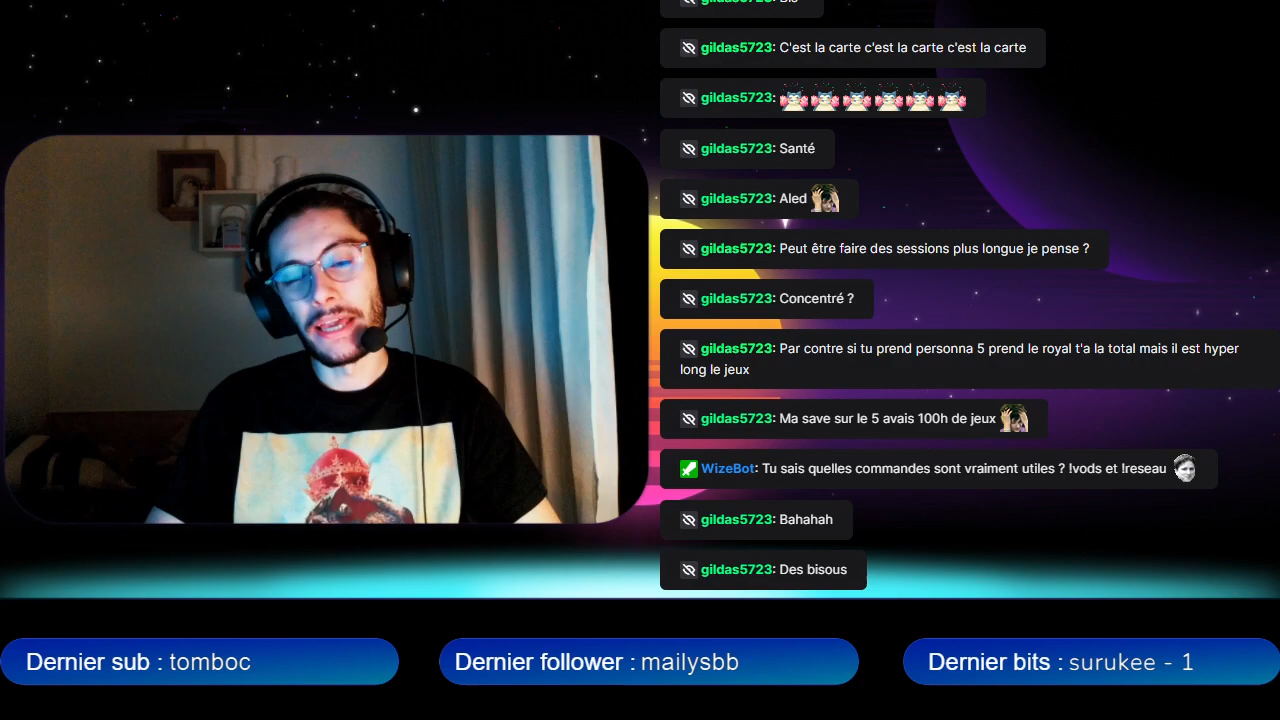 gildas5723: Bis
gildas5723: C'est la carte c'est la carte c'est la carte
gildas5723:
gildas5723: Santé
gildas5723: Aled
gildas5723: Peut être faire des sessions plus longue je pense ?
gildas5723: Concentré ?
gildas5723: Par contre si tu prend personna 5 prend le royal t'a la total mais il est hyper
long le jeux
gildas5723: Ma save sur le 5 avais 100h de jeux
WizeBot: Tu sais quelles commandes sont vraiment utiles ? !vods et !reseau
gildas5723: Bahahah
gildas5723: Des bisous
Dernier sub : tomboc
Dernier follower : mailysbb
Dernier bits : surukee - 1